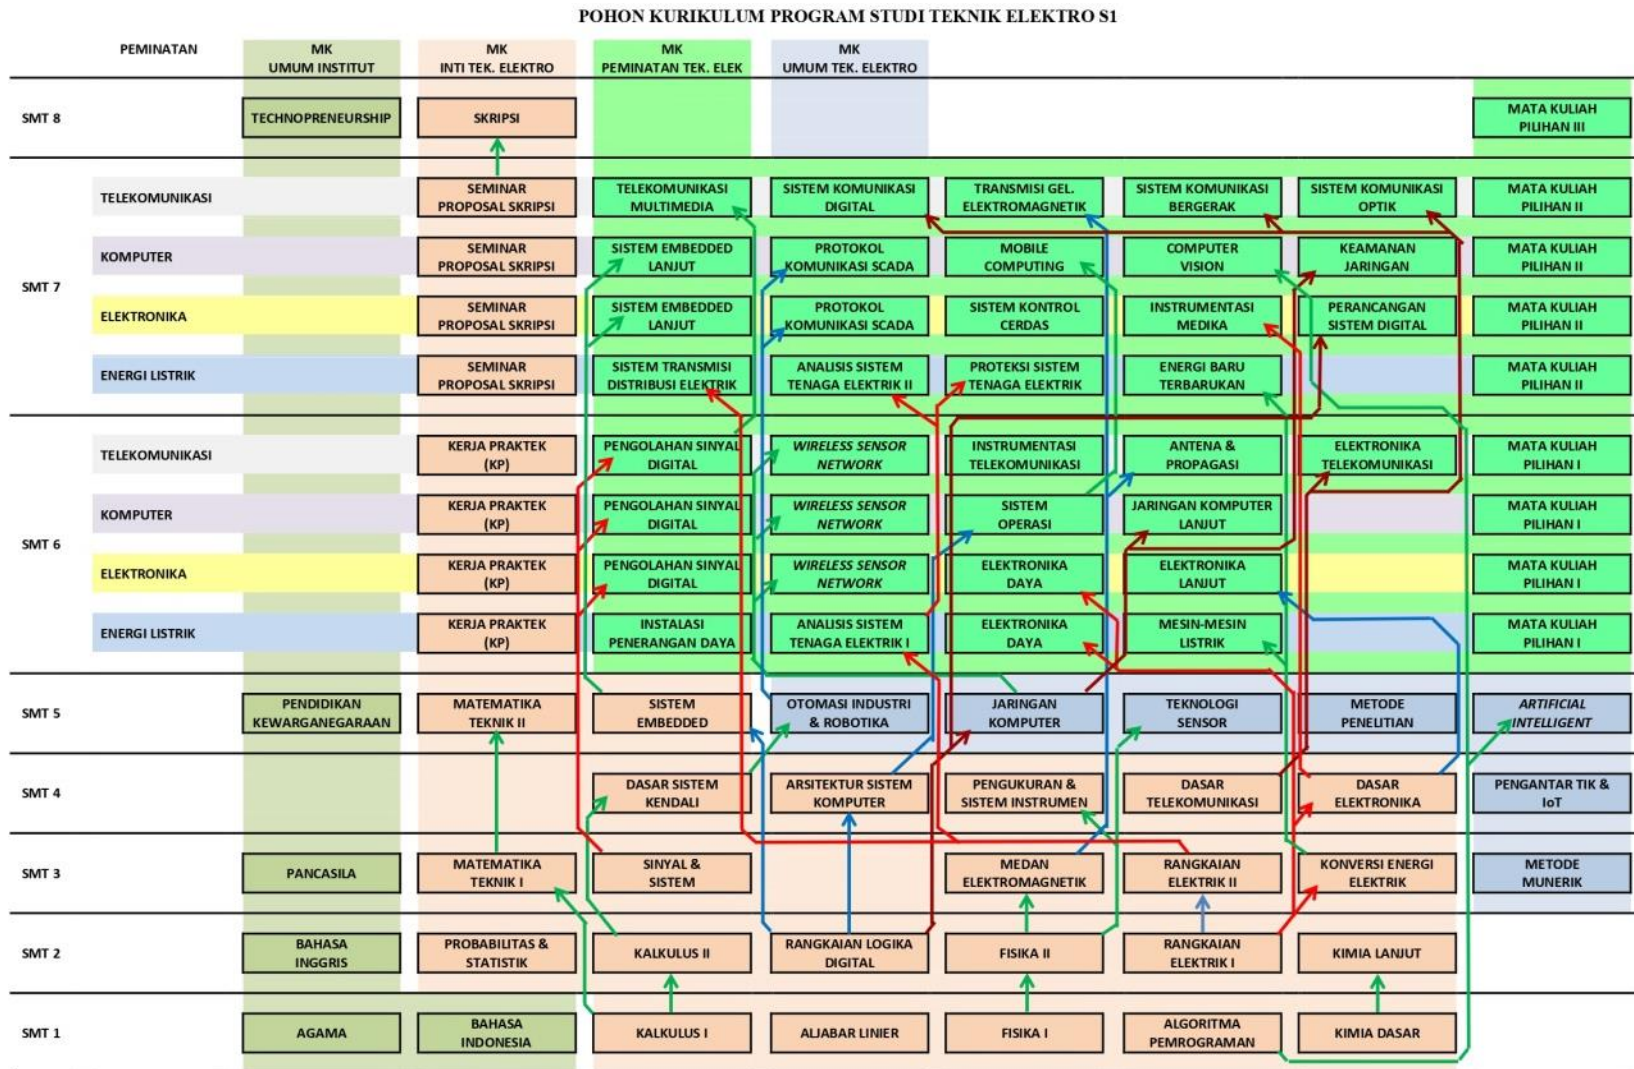 POHON KURIKULUM PROGRAM STUDI TEKNIK ELEKTRO S1
PEMINATAN
MK
UMUM INSTITUT
MK
INTI TEK. ELEKTRO
MK
PEMINATAN TEK. ELEK
MK
UMUM TEK. ELEKTRO
SMT 8
TECHNOPRENEURSHIP
SKRIPSI
MATA KULIAH
PILIHAN III
SMT 7
TELEKOMUNIKASI
SEMINAR
PROPOSAL SKRIPSI
TELEKOMUNIKASI
MULTIMEDIA
SISTEM KOMUNIKASI
DIGITAL
TRANSMISI GEL.
ELEKTROMAGNETIK
SISTEM KOMUNIKASI
BERGERAK
SISTEM KOMUNIKASI
OPTIK
MATA KULIAH
PILIHAN II
KOMPUTER
SEMINAR
PROPOSAL SKRIPSI
SISTEM EMBEDDED
LANJUT
PROTOKOL
KOMUNIKASI SCADA
MOBILE
COMPUTING
COMPUTER
VISION
KEAMANAN
JARINGAN
MATA KULIAH
PILIHAN II
ELEKTRONIKA
SEMINAR
PROPOSAL SKRIPSI
SISTEM EMBEDDED
LANJUT
PROTOKOL
KOMUNIKASI SCADA
SISTEM KONTROL
CERDAS
INSTRUMENTASI
MEDIKA
PERANCANGAN
SISTEM DIGITAL
MATA KULIAH
PILIHAN II
ENERGI LISTRIK
SEMINAR
PROPOSAL SKRIPSI
SISTEM TRANSMISI
DISTRIBUSI ELEKTRIK
ANALISIS SISTEM
TENAGA ELEKTRIK II
PROTEKSI SISTEM
TENAGA ELEKTRIK
ENERGI BARU
TERBARUKAN
MATA KULIAH
PILIHAN II
SMT 6
TELEKOMUNIKASI
KERJA PRAKTEK
(KP)
PENGOLAHAN SINYAL
DIGITAL
WIRELESS SENSOR
NETWORK
INSTRUMENTASI
TELEKOMUNIKASI
ANTENA &
PROPAGASI
ELEKTRONIKA
TELEKOMUNIKASI
MATA KULIAH
PILIHAN I
KOMPUTER
KERJA PRAKTEK
(KP)
PENGOLAHAN SINYAL
DIGITAL
WIRELESS SENSOR
NETWORK
SISTEM
OPERASI
JARINGAN KOMPUTER
LANJUT
MATA KULIAH
PILIHAN I
ELEKTRONIKA
KERJA PRAKTEK
(KP)
PENGOLAHAN SINYAL
DIGITAL
WIRELESS SENSOR
NETWORK
ELEKTRONIKA
DAYA
ELEKTRONIKA
LANJUT
MATA KULIAH
PILIHAN I
ENERGI LISTRIK
KERJA PRAKTEK
(KP)
INSTALASI
PENERANGAN DAYA
ANALISIS SISTEM
TENAGA ELEKTRIK I
ELEKTRONIKA
DAYA
MESIN-MESIN
LISTRIK
MATA KULIAH
PILIHAN I
SMT 5
PENDIDIKAN
KEWARGANEGARAAN
MATEMATIKA
TEKNIK II
SISTEM
EMBEDDED
OTOMASI INDUSTRI
& ROBOTIKA
JARINGAN
KOMPUTER
TEKNOLOGI
SENSOR
METODE
PENELITIAN
ARTIFICIAL
INTELLIGENT
SMT 4
DASAR SISTEM
KENDALI
ARSITEKTUR SISTEM
KOMPUTER
PENGUKURAN &
SISTEM INSTRUMEN
DASAR
TELEKOMUNIKASI
DASAR
ELEKTRONIKA
PENGANTAR TIK &
IoT
SMT 3
PANCASILA
MATEMATIKA
TEKNIK I
SINYAL &
SISTEM
MEDAN
ELEKTROMAGNETIK
RANGKAIAN
ELEKTRIK II
KONVERSI ENERGI
ELEKTRIK
METODE
MUNERIK
SMT 2
BAHASA
INGGRIS
PROBABILITAS &
STATISTIK
KALKULUS II
RANGKAIAN LOGIKA
DIGITAL
FISIKA II
RANGKAIAN
ELEKTRIK I
KIMIA LANJUT
SMT 1
AGAMA
BAHASA
INDONESIA
KALKULUS I
ALJABAR LINIER
FISIKA I
ALGORITMA
PEMROGRAMAN
KIMIA DASAR